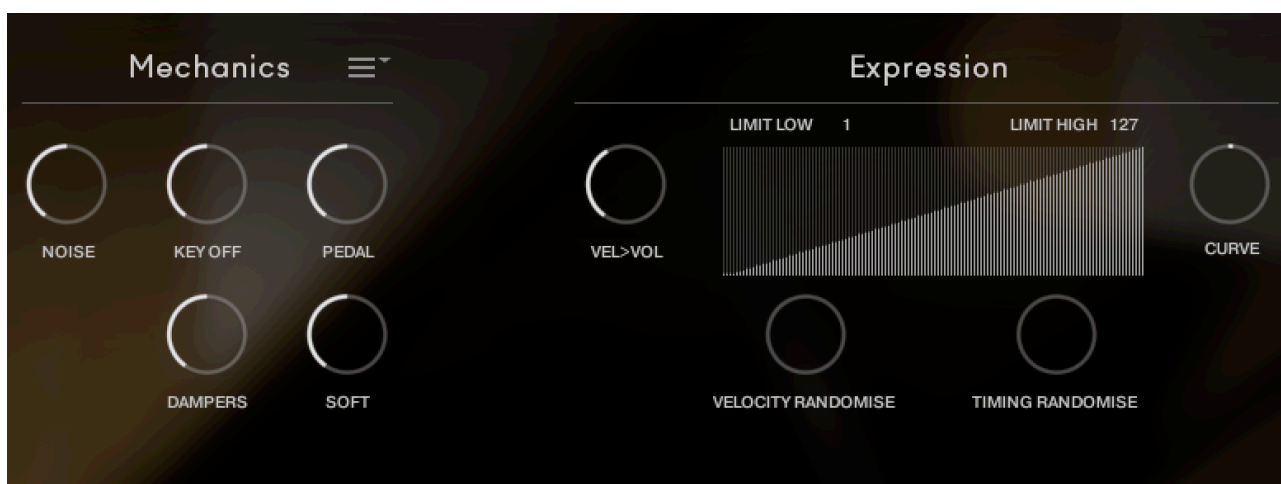 Mechanics
NOISE
KEY OFF
PEDAL
DAMPERS
SOFT
Expression
LIMIT LOW 1
LIMIT HIGH 127
VEL>VOL
CURVE
VELOCITY RANDOMISE
TIMING RANDOMISE